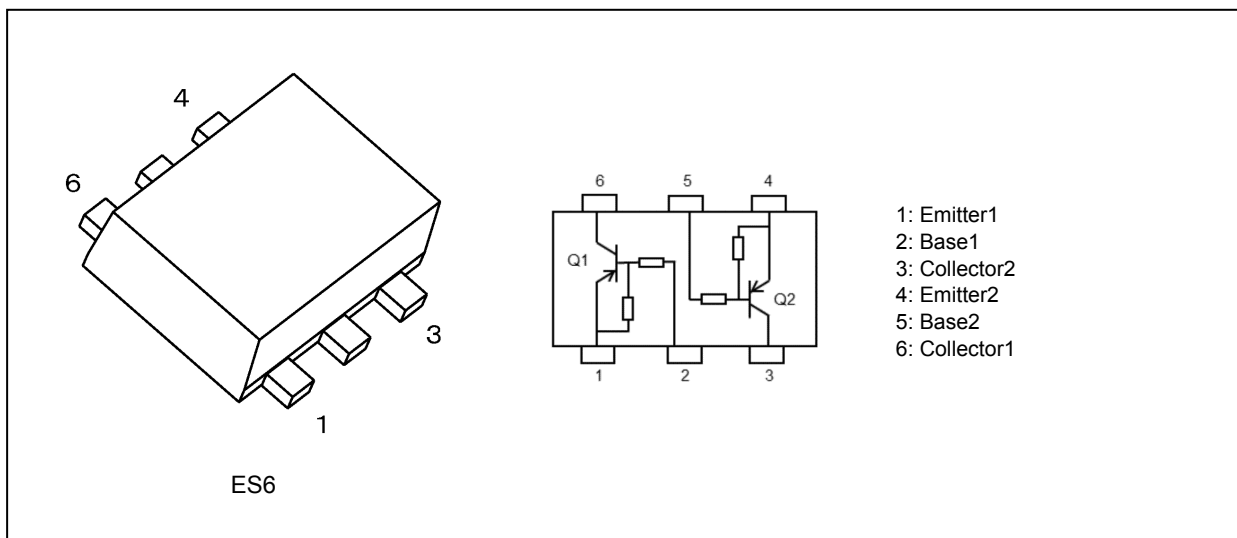 4
6
3
1
ES6
6 5 4
Q1
Q2
1 2 3
1: Emitter1
2: Base1
3: Collector2
4: Emitter2
5: Base2
6: Collector1